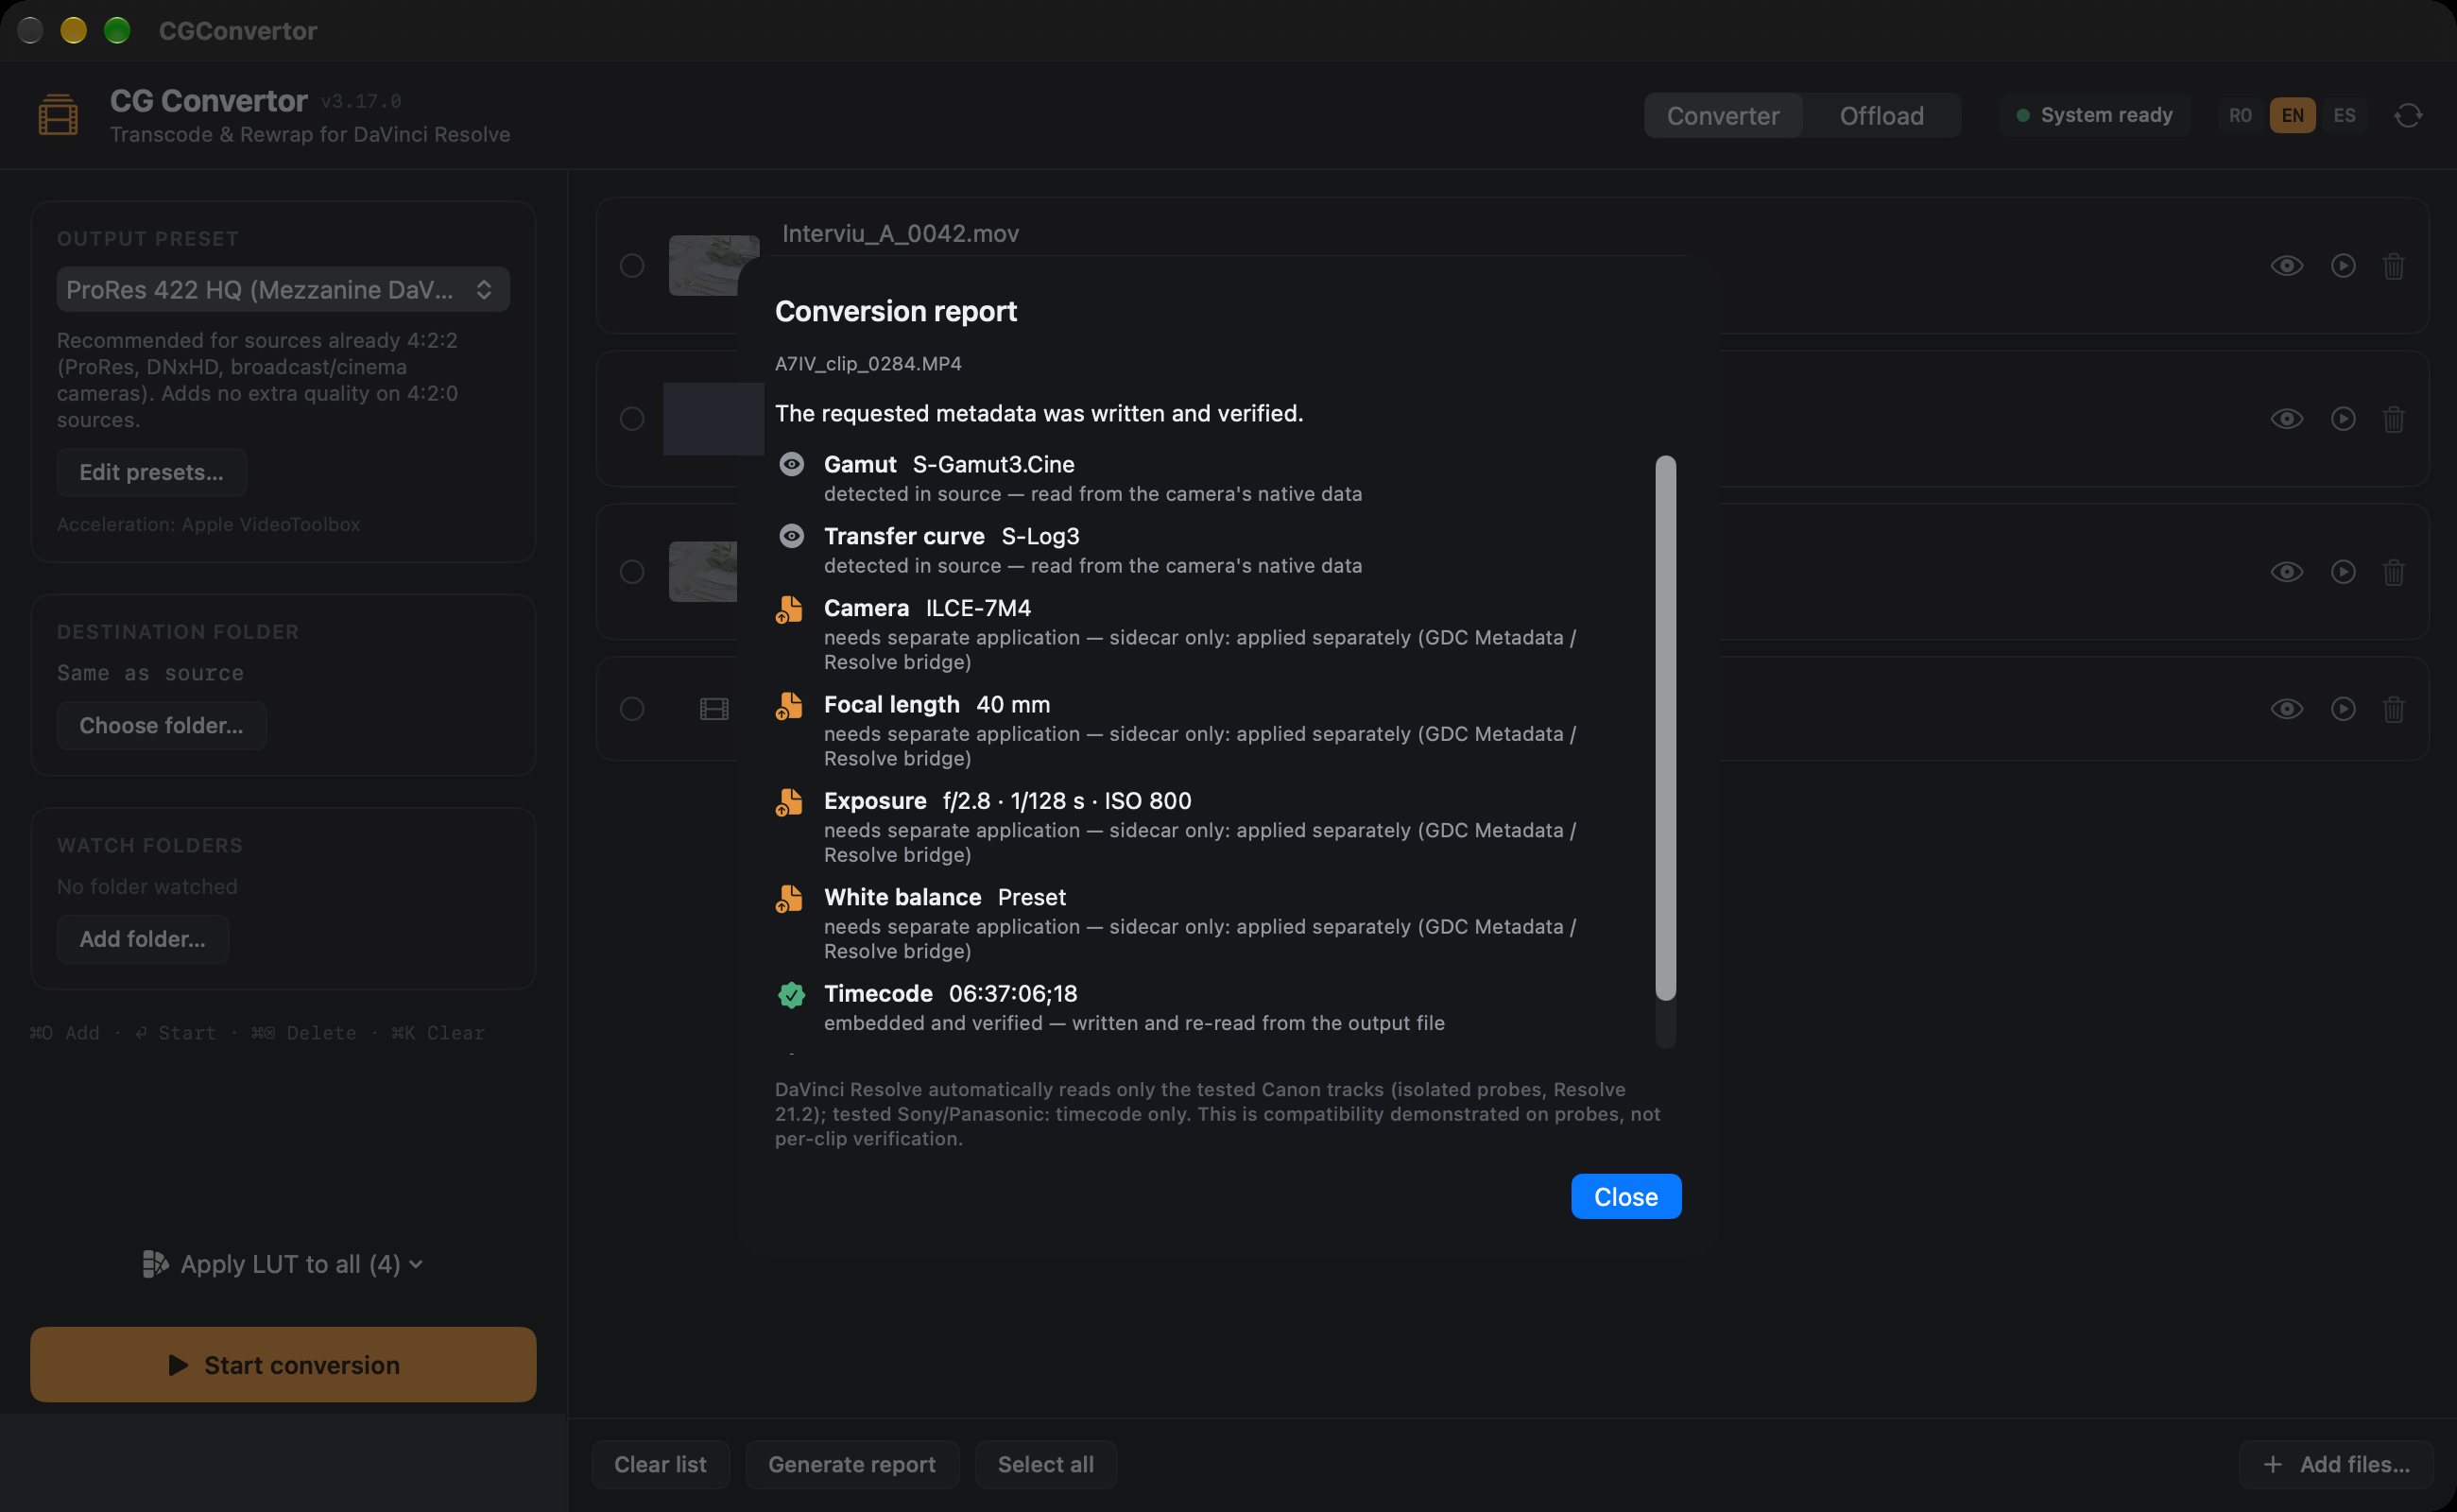 CGConvertor
CG Convertor v3.17.0
Transcode & Rewrap for DaVinci Resolve
Converter
Offload
System ready
RO
EN
ES
OUTPUT PRESET
ProRes 422 HQ (Mezzanine DaV...
Recommended for sources already 4:2:2
(ProRes, DNxHD, broadcast/cinema
cameras). Adds no extra quality on 4:2:0
sources.
Edit presets...
Acceleration: Apple VideoToolbox
DESTINATION FOLDER
Same as source
Choose folder...
WATCH FOLDERS
No folder watched
Add folder...
⌘O Add · ⏎ Start · ⌘⌫ Delete · ⌘K Clear
Apply LUT to all (4)
Start conversion
Interviu_A_0042.mov
Conversion report
A7IV_clip_0284.MP4
The requested metadata was written and verified.
Gamut S-Gamut3.Cine
detected in source — read from the camera's native data
Transfer curve S-Log3
detected in source — read from the camera's native data
Camera ILCE-7M4
needs separate application — sidecar only: applied separately (GDC Metadata /
Resolve bridge)
Focal length 40 mm
needs separate application — sidecar only: applied separately (GDC Metadata /
Resolve bridge)
Exposure f/2.8 · 1/128 s · ISO 800
needs separate application — sidecar only: applied separately (GDC Metadata /
Resolve bridge)
White balance Preset
needs separate application — sidecar only: applied separately (GDC Metadata /
Resolve bridge)
Timecode 06:37:06;18
embedded and verified — written and re-read from the output file
DaVinci Resolve automatically reads only the tested Canon tracks (isolated probes, Resolve
21.2); tested Sony/Panasonic: timecode only. This is compatibility demonstrated on probes, not
per-clip verification.
Close
Clear list
Generate report
Select all
+ Add files...